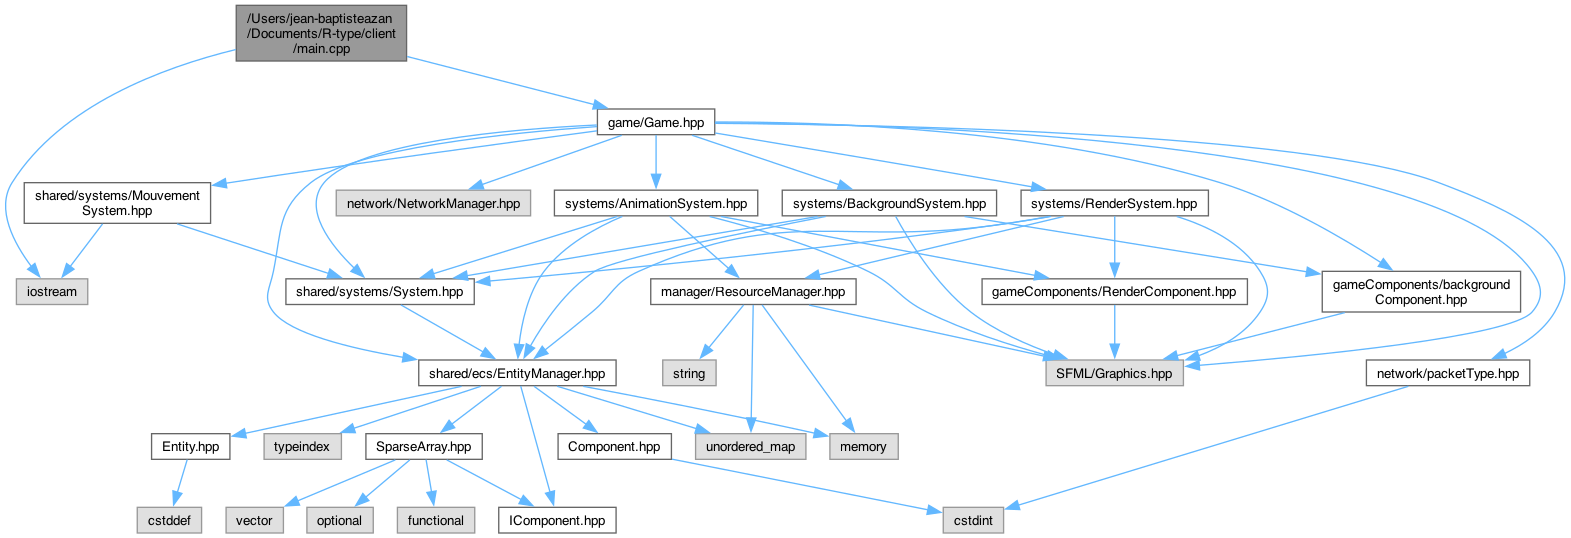 /Users/jean-baptisteazan
/Documents/R-type/client
/main.cpp
game/Game.hpp
shared/systems/Mouvement
System.hpp
network/NetworkManager.hpp
systems/AnimationSystem.hpp
systems/BackgroundSystem.hpp
systems/RenderSystem.hpp
iostream
shared/systems/System.hpp
manager/ResourceManager.hpp
gameComponents/RenderComponent.hpp
gameComponents/background
Component.hpp
shared/ecs/EntityManager.hpp
string
SFML/Graphics.hpp
network/packetType.hpp
Entity.hpp
typeindex
SparseArray.hpp
Component.hpp
unordered_map
memory
cstddef
vector
optional
functional
IComponent.hpp
cstdint